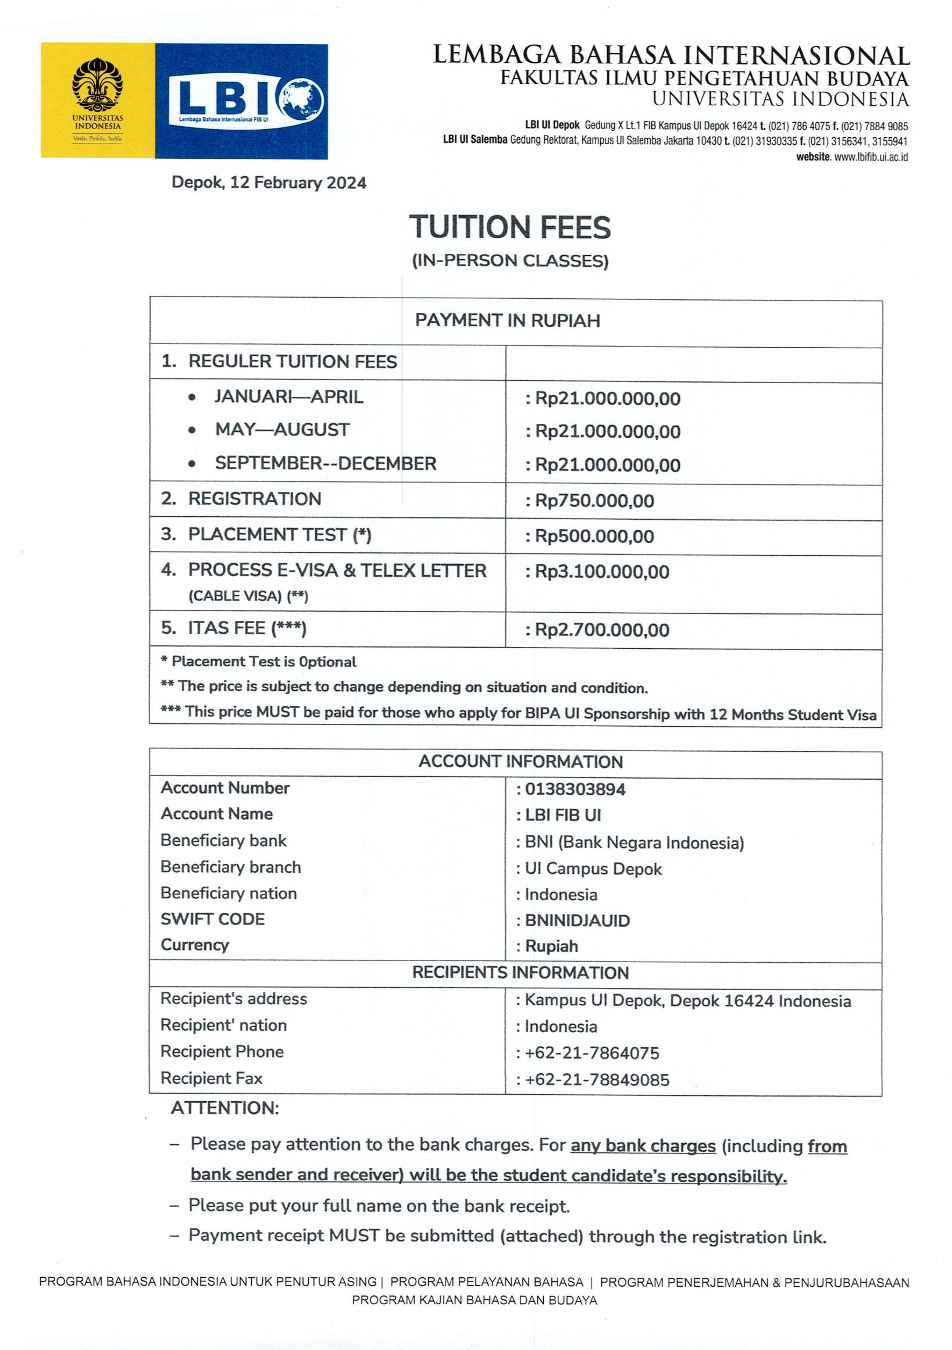 UNIVERSITAS
INDONESIA
Veritas, Probitas, Iustitia
LBI
Lembaga Bahasa Internasional FIB UI
LEMBAGA BAHASA INTERNASIONAL
FAKULTAS ILMU PENGETAHUAN BUDAYA
UNIVERSITAS INDONESIA
LBI UI Depok Gedung X Lt.1 FIB Kampus UI Depok 16424 t. (021) 786 4075 f. (021) 7884 9085
LBI UI Salemba Gedung Rektorat, Kampus UI Salemba Jakarta 10430 t. (021) 31930335 f. (021) 3156341, 3155941
website. www.lbifib.ui.ac.id
Depok, 12 February 2024
TUITION FEES
(IN-PERSON CLASSES)
PAYMENT IN RUPIAH
1. REGULER TUITION FEES
• JANUARI—APRIL : Rp21.000.000,00
• MAY—AUGUST : Rp21.000.000,00
• SEPTEMBER--DECEMBER : Rp21.000.000,00
2. REGISTRATION : Rp750.000,00
3. PLACEMENT TEST (*) : Rp500.000,00
4. PROCESS E-VISA & TELEX LETTER : Rp3.100.000,00
(CABLE VISA) (**)
5. ITAS FEE (***) : Rp2.700.000,00
* Placement Test is 0ptional
** The price is subject to change depending on situation and condition.
*** This price MUST be paid for those who apply for BIPA UI Sponsorship with 12 Months Student Visa
ACCOUNT INFORMATION
Account Number : 0138303894
Account Name : LBI FIB UI
Beneficiary bank : BNI (Bank Negara Indonesia)
Beneficiary branch : UI Campus Depok
Beneficiary nation : Indonesia
SWIFT CODE : BNINIDJAUID
Currency : Rupiah
RECIPIENTS INFORMATION
Recipient's address : Kampus UI Depok, Depok 16424 Indonesia
Recipient' nation : Indonesia
Recipient Phone : +62-21-7864075
Recipient Fax : +62-21-78849085
ATTENTION:
– Please pay attention to the bank charges. For any bank charges (including from
bank sender and receiver) will be the student candidate's responsibility.
– Please put your full name on the bank receipt.
– Payment receipt MUST be submitted (attached) through the registration link.
PROGRAM BAHASA INDONESIA UNTUK PENUTUR ASING | PROGRAM PELAYANAN BAHASA | PROGRAM PENERJEMAHAN & PENJURUBAHASAAN
PROGRAM KAJIAN BAHASA DAN BUDAYA